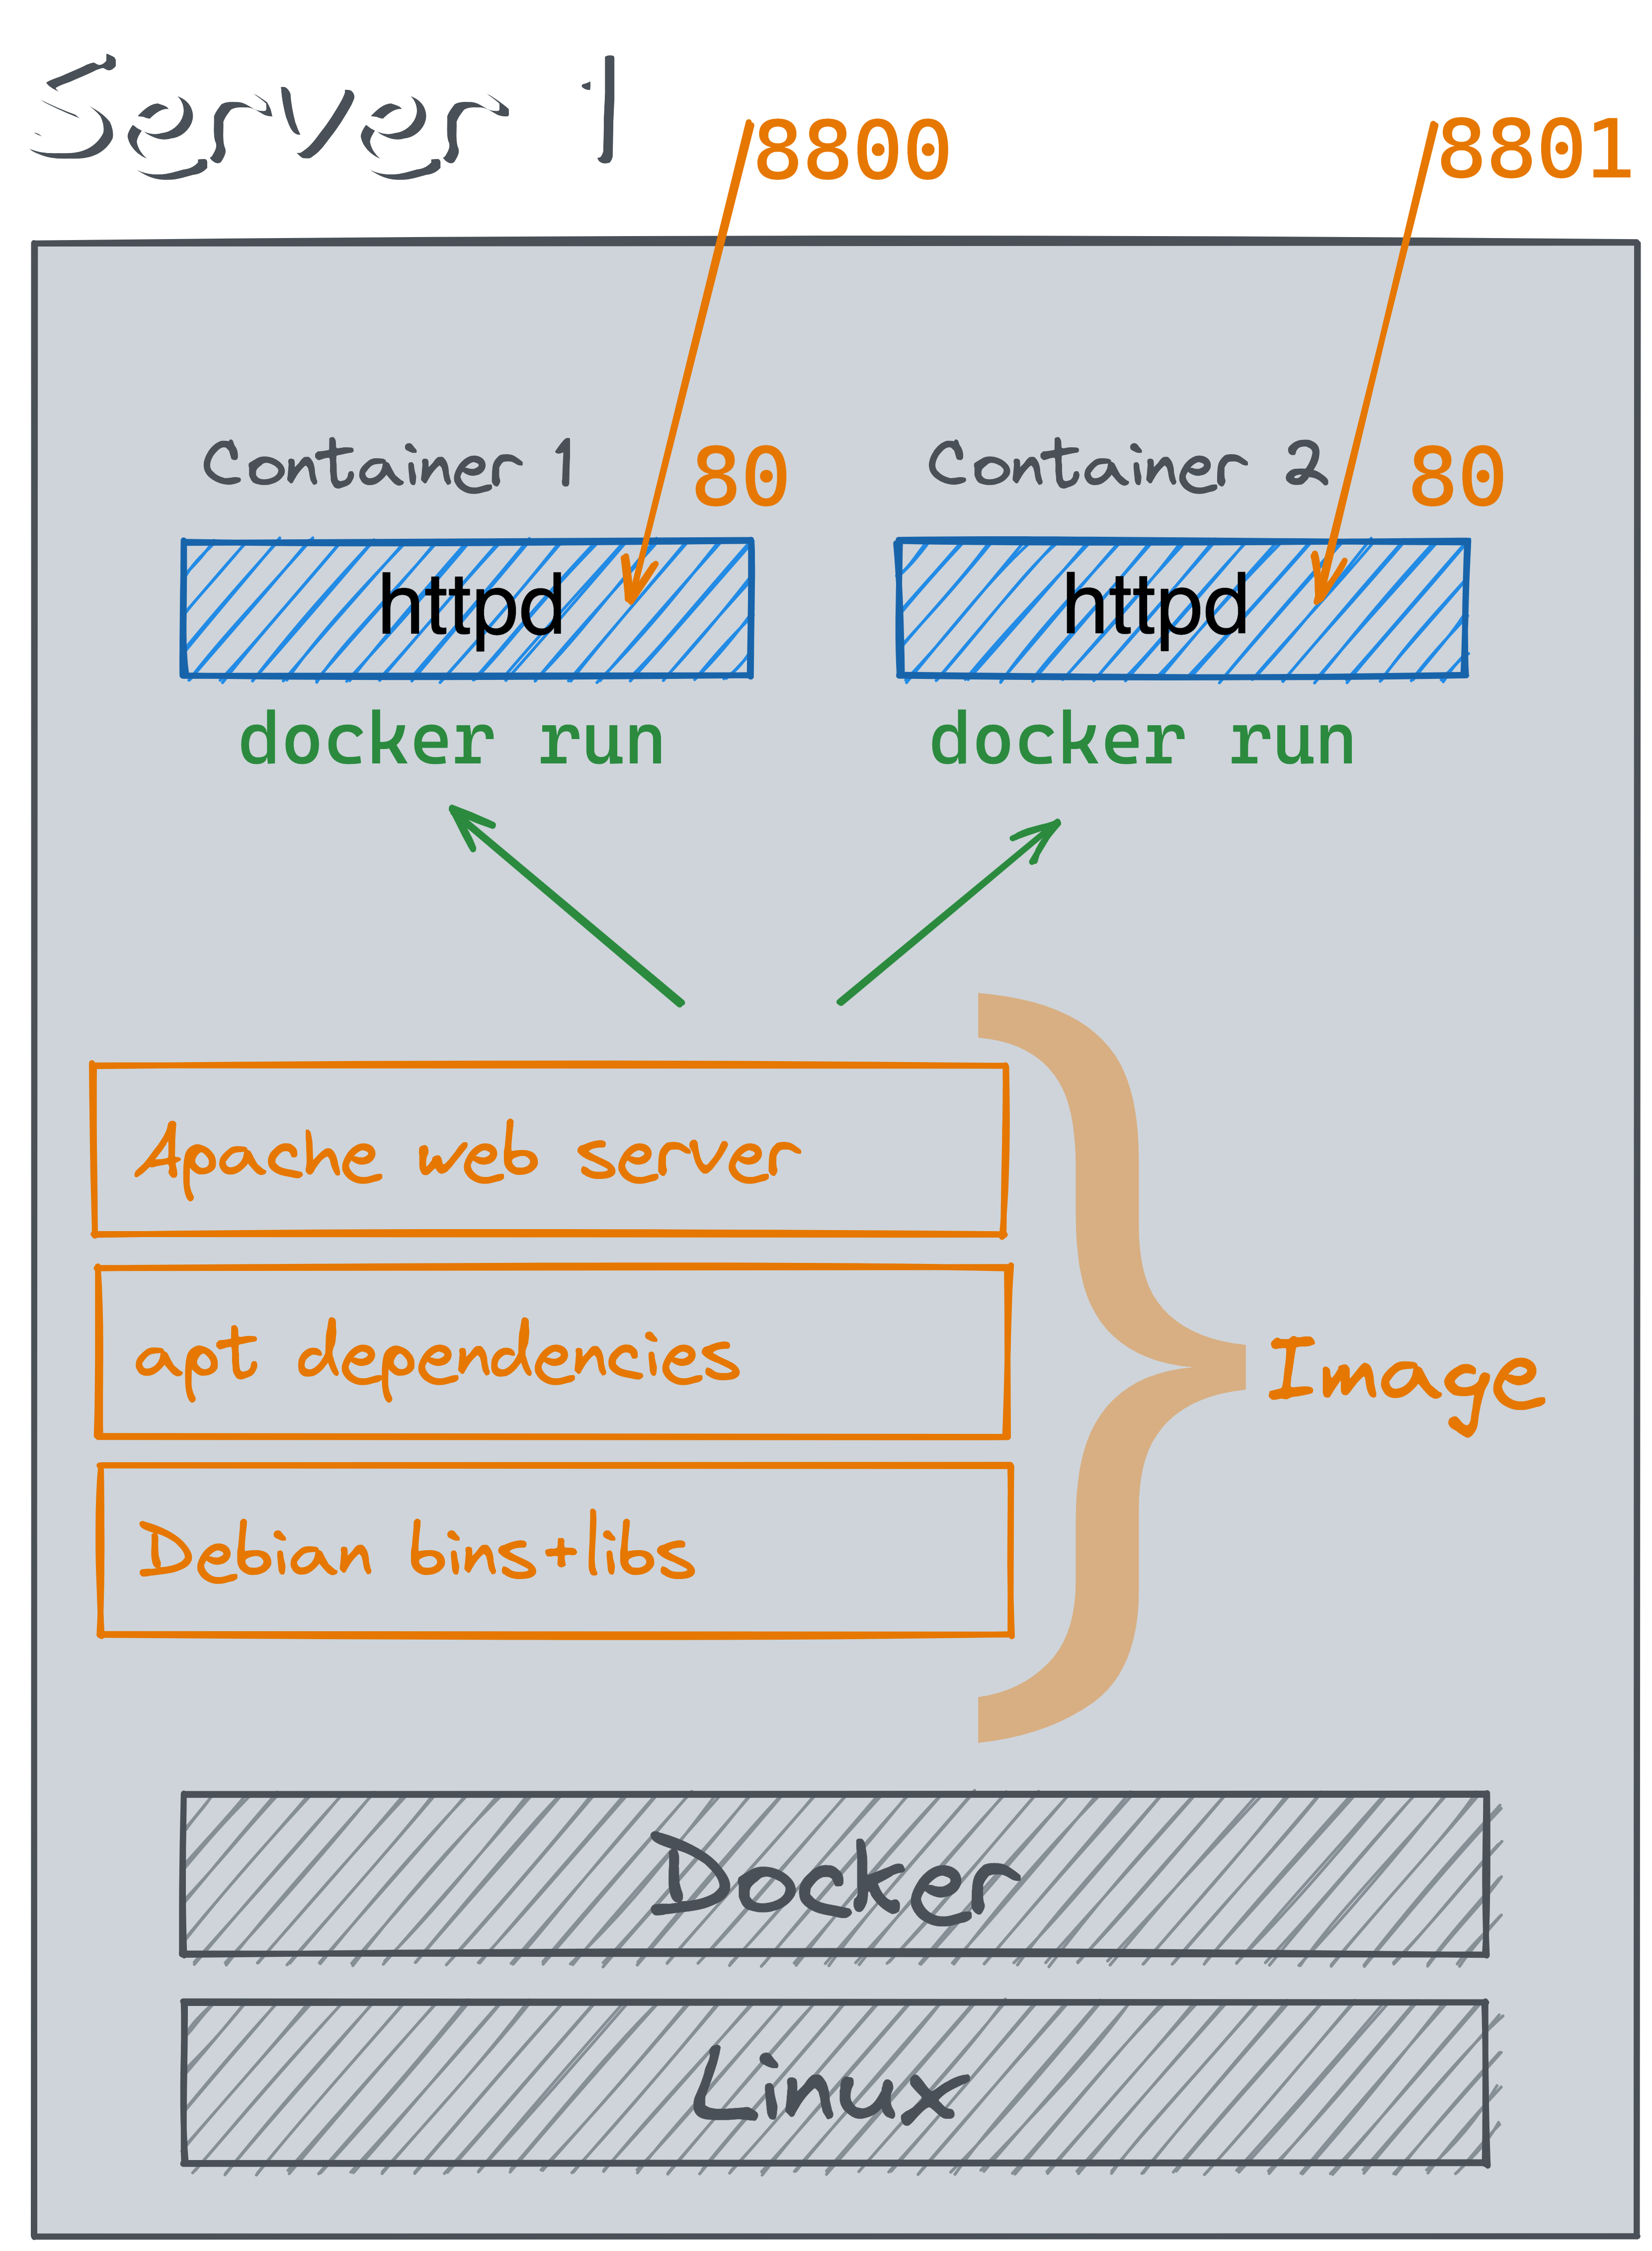 Server 1
8800
8801
Container 1
80
Container 2
80
httpd
httpd
docker run
docker run
Apache web server
apt dependencies
Image
Debian bins+libs
Docker
Linux